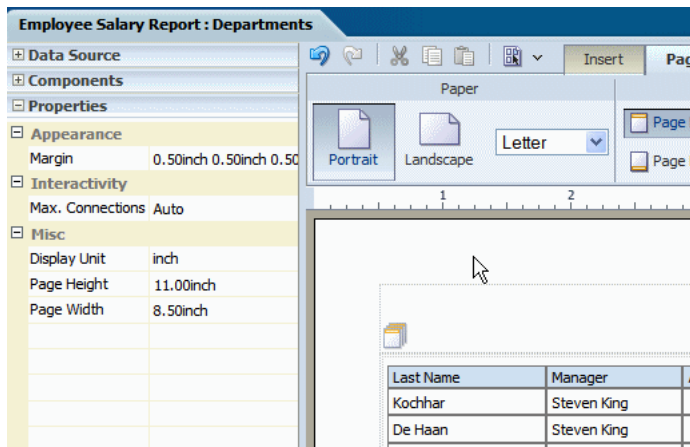 Employee Salary Report : Departments
Data Source
Components
Properties
Appearance
Margin 0.50inch 0.50inch 0.50
Interactivity
Max. Connections Auto
Misc
Display Unit inch
Page Height 11.00inch
Page Width 8.50inch
Insert
Paper
Portrait
Landscape
Letter
Page
Page
1 2
Last Name Manager
Kochhar Steven King
De Haan Steven King